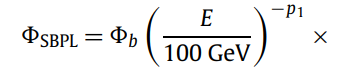 Φ_SBPL = Φ_b (E / 100 GeV)^{-p_1} ×